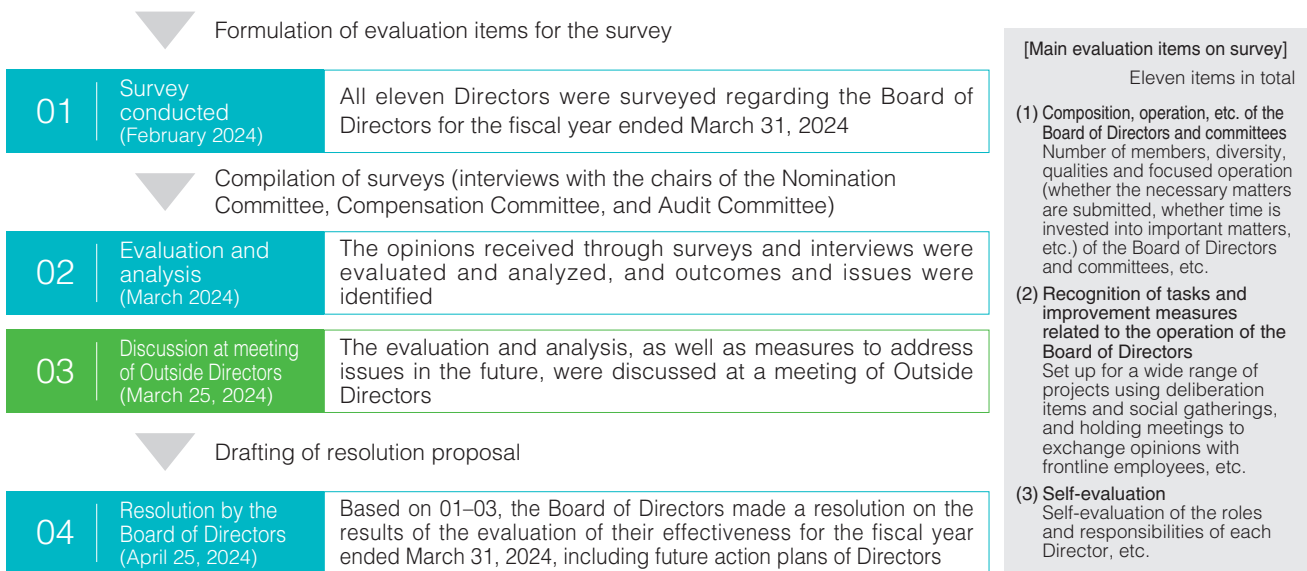 Formulation of evaluation items for the survey
01
Survey
conducted
(February 2024)
All eleven Directors were surveyed regarding the Board of
Directors for the fiscal year ended March 31, 2024
Compilation of surveys (interviews with the chairs of the Nomination
Committee, Compensation Committee, and Audit Committee)
02
Evaluation and
analysis
(March 2024)
The opinions received through surveys and interviews were
evaluated and analyzed, and outcomes and issues were
identified
03
Discussion at meeting
of Outside Directors
(March 25, 2024)
The evaluation and analysis, as well as measures to address
issues in the future, were discussed at a meeting of Outside
Directors
Drafting of resolution proposal
04
Resolution by the
Board of Directors
(April 25, 2024)
Based on 01–03, the Board of Directors made a resolution on the
results of the evaluation of their effectiveness for the fiscal year
ended March 31, 2024, including future action plans of Directors
[Main evaluation items on survey]
Eleven items in total
(1) Composition, operation, etc. of the
Board of Directors and committees
Number of members, diversity,
qualities and focused operation
(whether the necessary matters
are submitted, whether time is
invested into important matters,
etc.) of the Board of Directors
and committees, etc.
(2) Recognition of tasks and
improvement measures
related to the operation of the
Board of Directors
Set up for a wide range of
projects using deliberation
items and social gatherings,
and holding meetings to
exchange opinions with
frontline employees, etc.
(3) Self-evaluation
Self-evaluation of the roles
and responsibilities of each
Director, etc.